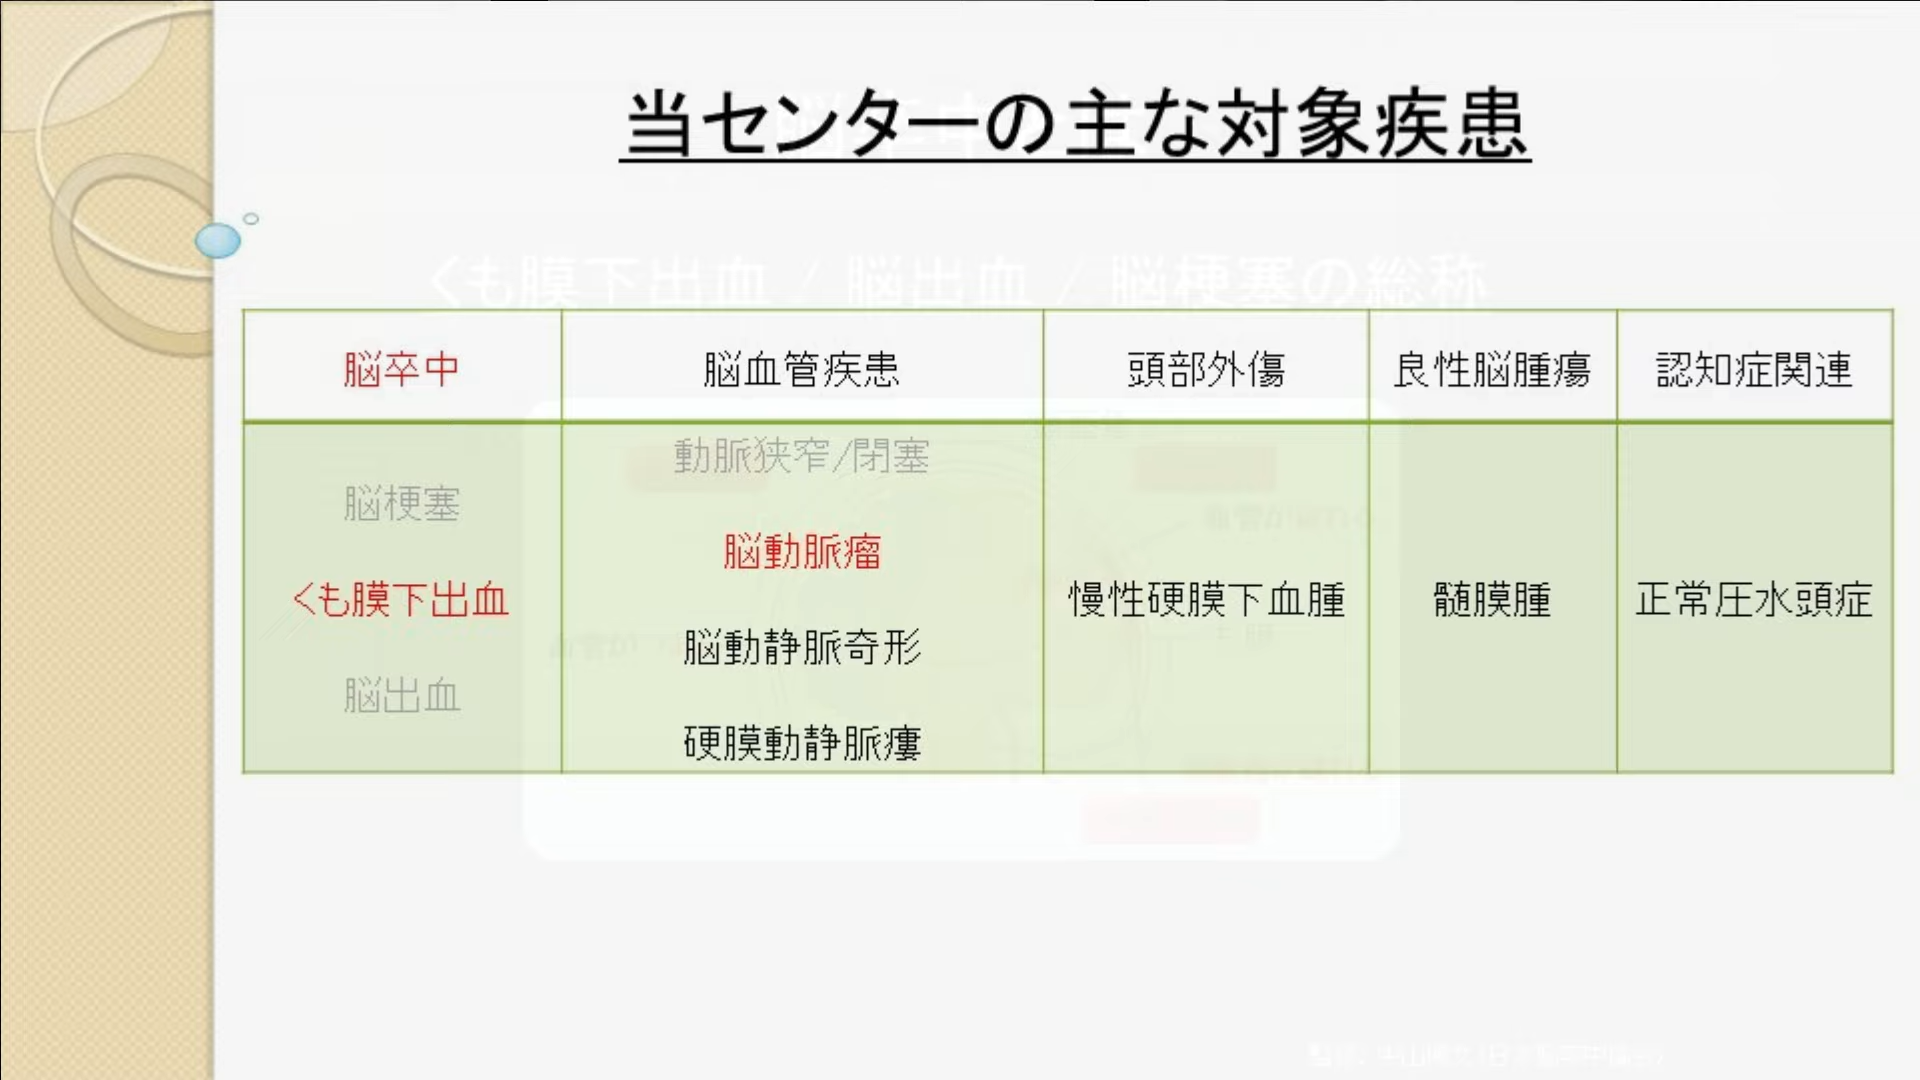 当センターの主な対象疾患
くも膜下出血 / 脳出血 / 脳梗塞の総称
脳卒中 脳血管疾患 頭部外傷 良性脳腫瘍 認知症関連
動脈狭窄/閉塞
脳梗塞
脳動脈瘤
くも膜下出血 慢性硬膜下血腫 髄膜腫 正常圧水頭症
脳動静脈奇形
脳出血
硬膜動静脈瘻